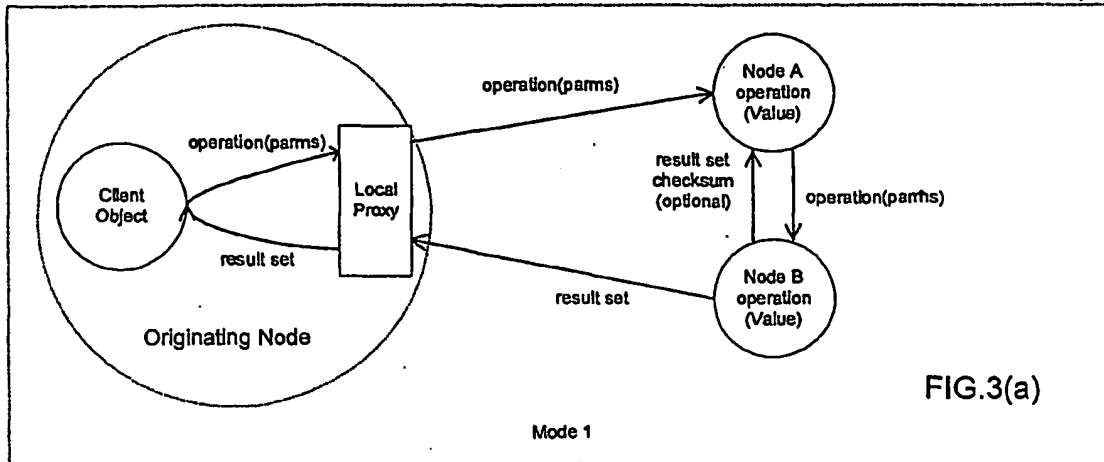 Client
Object
operation(parms)
result set
Local
Proxy
Originating Node
operation(parms)
result set
Node A
operation
(Value)
result set
checksum
(optional)
operation(parms)
Node B
operation
(Value)
FIG.3(a)
Mode 1